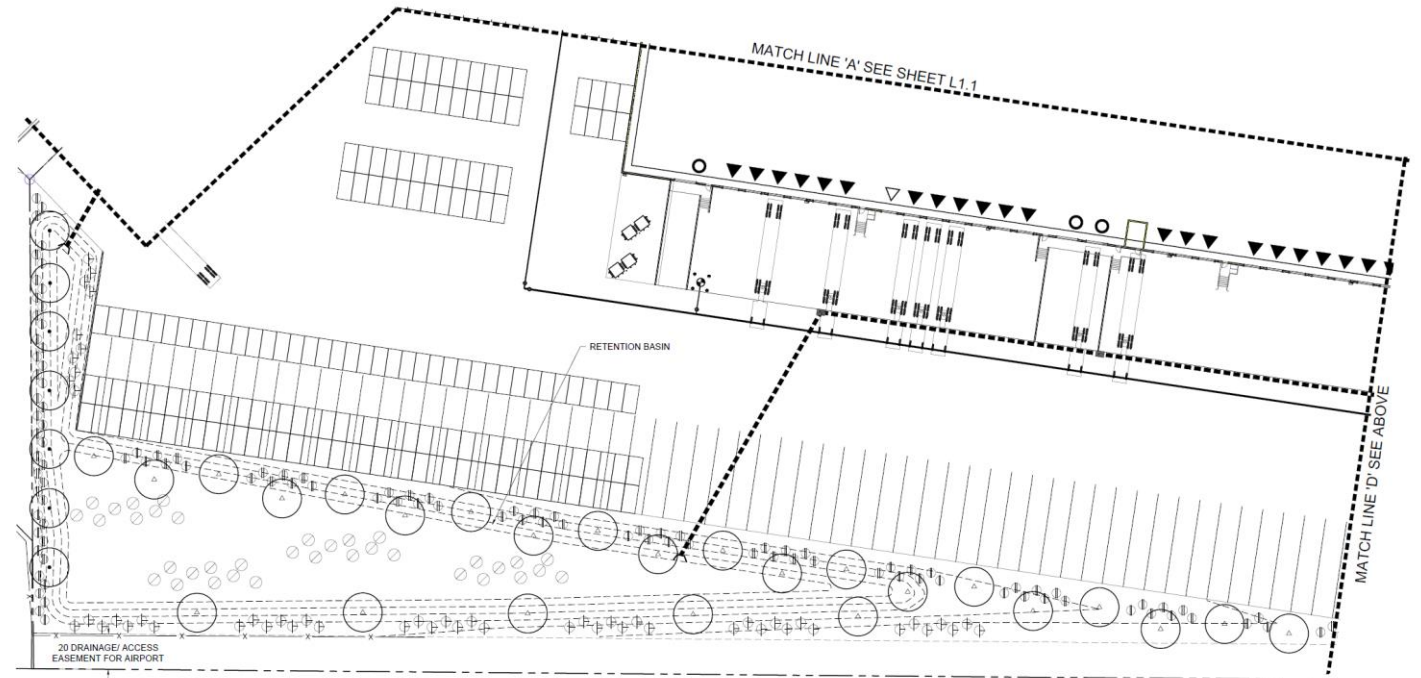 MATCH LINE 'A' SEE SHEET L1.1
RETENTION BASIN
MATCH LINE 'D' SEE ABOVE
20 DRAINAGE/ ACCESS
EASEMENT FOR AIRPORT